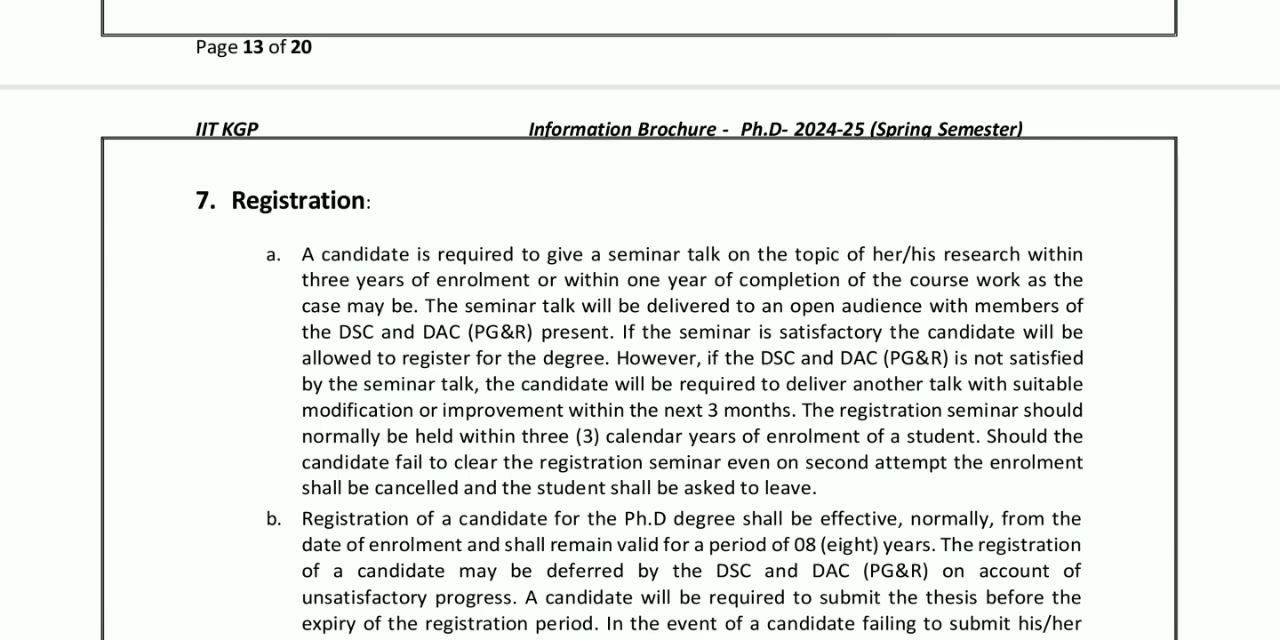 Page 13 of 20
IIT KGP Information Brochure - Ph.D- 2024-25 (Spring Semester)
7. Registration:
a. A candidate is required to give a seminar talk on the topic of her/his research within
three years of enrolment or within one year of completion of the course work as the
case may be. The seminar talk will be delivered to an open audience with members of
the DSC and DAC (PG&R) present. If the seminar is satisfactory the candidate will be
allowed to register for the degree. However, if the DSC and DAC (PG&R) is not satisfied
by the seminar talk, the candidate will be required to deliver another talk with suitable
modification or improvement within the next 3 months. The registration seminar should
normally be held within three (3) calendar years of enrolment of a student. Should the
candidate fail to clear the registration seminar even on second attempt the enrolment
shall be cancelled and the student shall be asked to leave.
b. Registration of a candidate for the Ph.D degree shall be effective, normally, from the
date of enrolment and shall remain valid for a period of 08 (eight) years. The registration
of a candidate may be deferred by the DSC and DAC (PG&R) on account of
unsatisfactory progress. A candidate will be required to submit the thesis before the
expiry of the registration period. In the event of a candidate failing to submit his/her